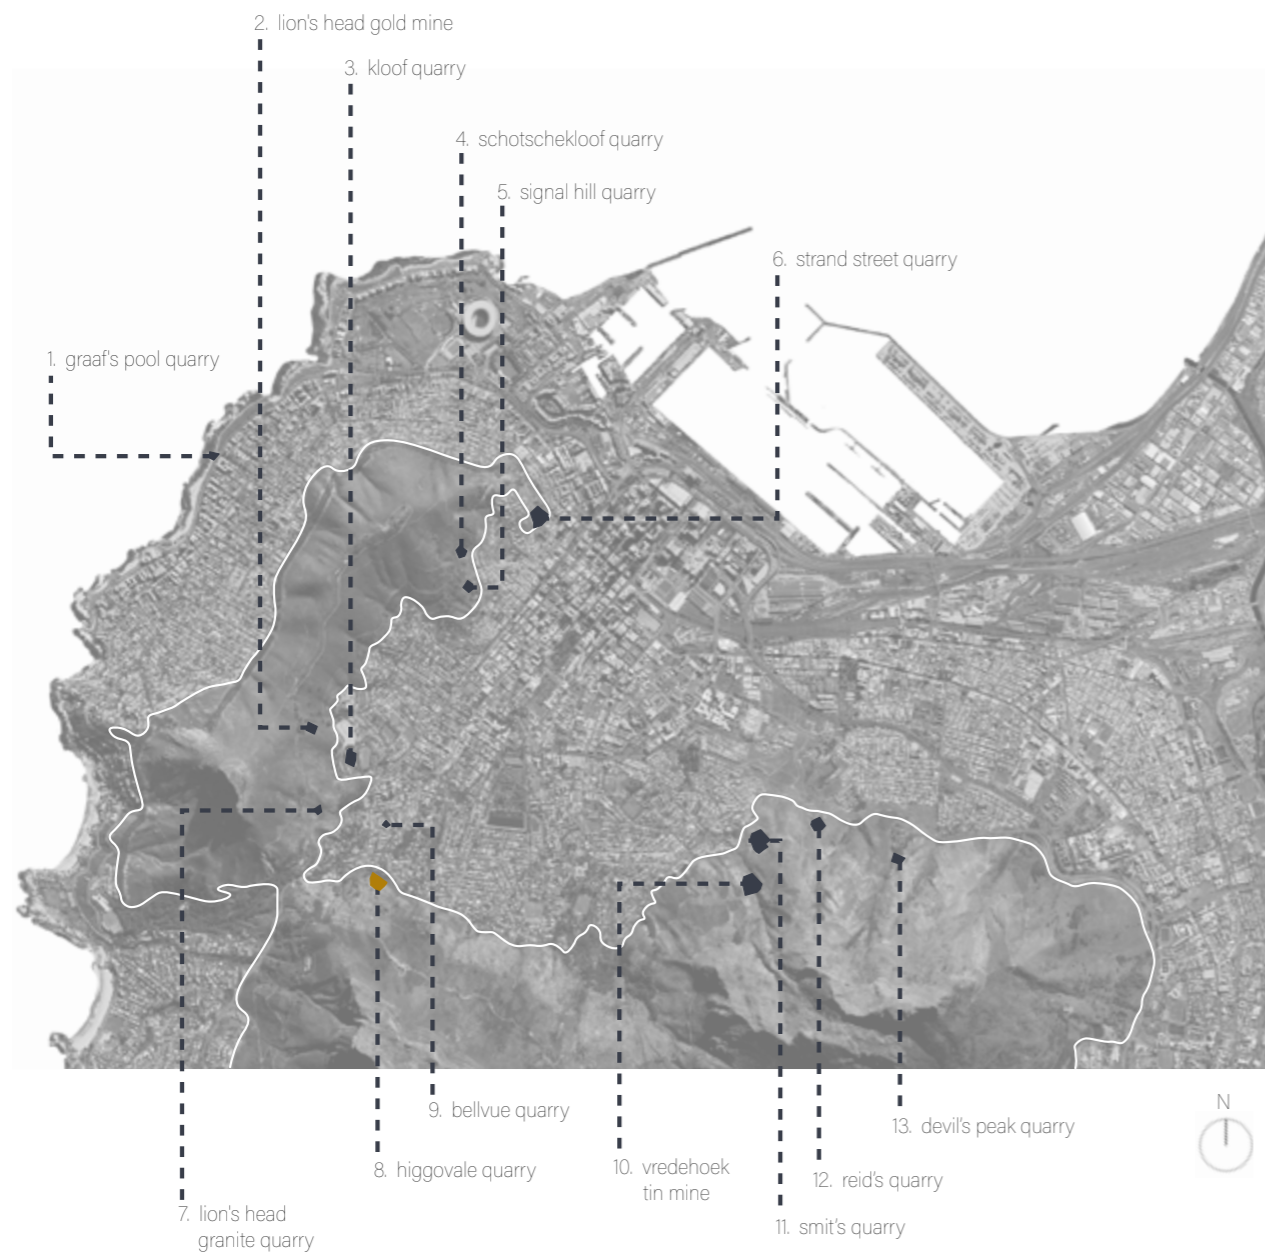 2. lion's head gold mine
3. kloof quarry
4. schotschekloof quarry
5. signal hill quarry
6. strand street quarry
1. graaf's pool quarry
N
9. bellvue quarry
13. devil's peak quarry
8. higgovale quarry
10. vredehoek
tin mine
12. reid's quarry
7. lion's head
granite quarry
11. smit's quarry